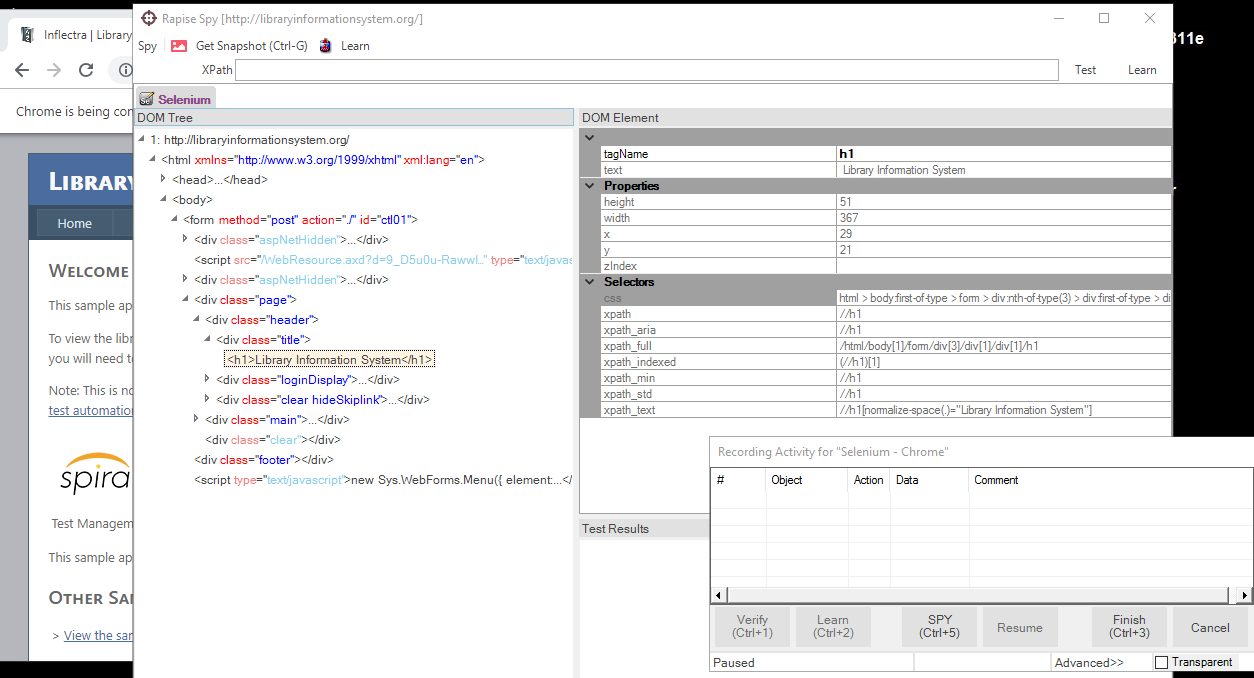 Inflectra | Library
Chrome is being con
LIBRARY
Home
WELCOME
This sample ap
To view the libr
you will need to
Note: This is no
test automation
spira
Test Managem
This sample ap
OTHER SA
> View the sar
Rapise Spy [http://libraryinformationsystem.org/]
Spy Get Snapshot (Ctrl-G) Learn
XPath Test Learn
Selenium
DOM Tree
1: http://libraryinformationsystem.org/
<html xmlns="http://www.w3.org/1999/xhtml" xml:lang="en">
<head>...</head>
<body>
<form method="post" action="./" id="ctl01">
<div class="aspNetHidden">...</div>
<script src="/WebResource.axd?d=9_D5u0u-Rawwl.." type="text/javas
<div class="aspNetHidden">...</div>
<div class="page">
<div class="header">
<div class="title">
<h1>Library Information System</h1>
<div class="loginDisplay">...</div>
<div class="clear hideSkiplink">...</div>
<div class="main">...</div>
<div class="clear"></div>
<div class="footer"></div>
<script type="text/javascript">new Sys.WebForms.Menu({ element:...</
DOM Element
tagName h1
text Library Information System
Properties
height 51
width 367
x 29
y 21
zIndex
Selectors
css html > body:first-of-type > form > div:nth-of-type(3) > div:first-of-type > di
xpath //h1
xpath_aria //h1
xpath_full /html/body[1]/form/div[3]/div[1]/div[1]/h1
xpath_indexed (//h1)[1]
xpath_min //h1
xpath_std //h1
xpath_text //h1[normalize-space(.)="Library Information System"]
Test Results
311e
Recording Activity for "Selenium - Chrome"
# Object Action Data Comment
Verify (Ctrl+1)
Learn (Ctrl+2)
SPY (Ctrl+5)
Resume
Finish (Ctrl+3)
Cancel
Paused Advanced>> Transparent